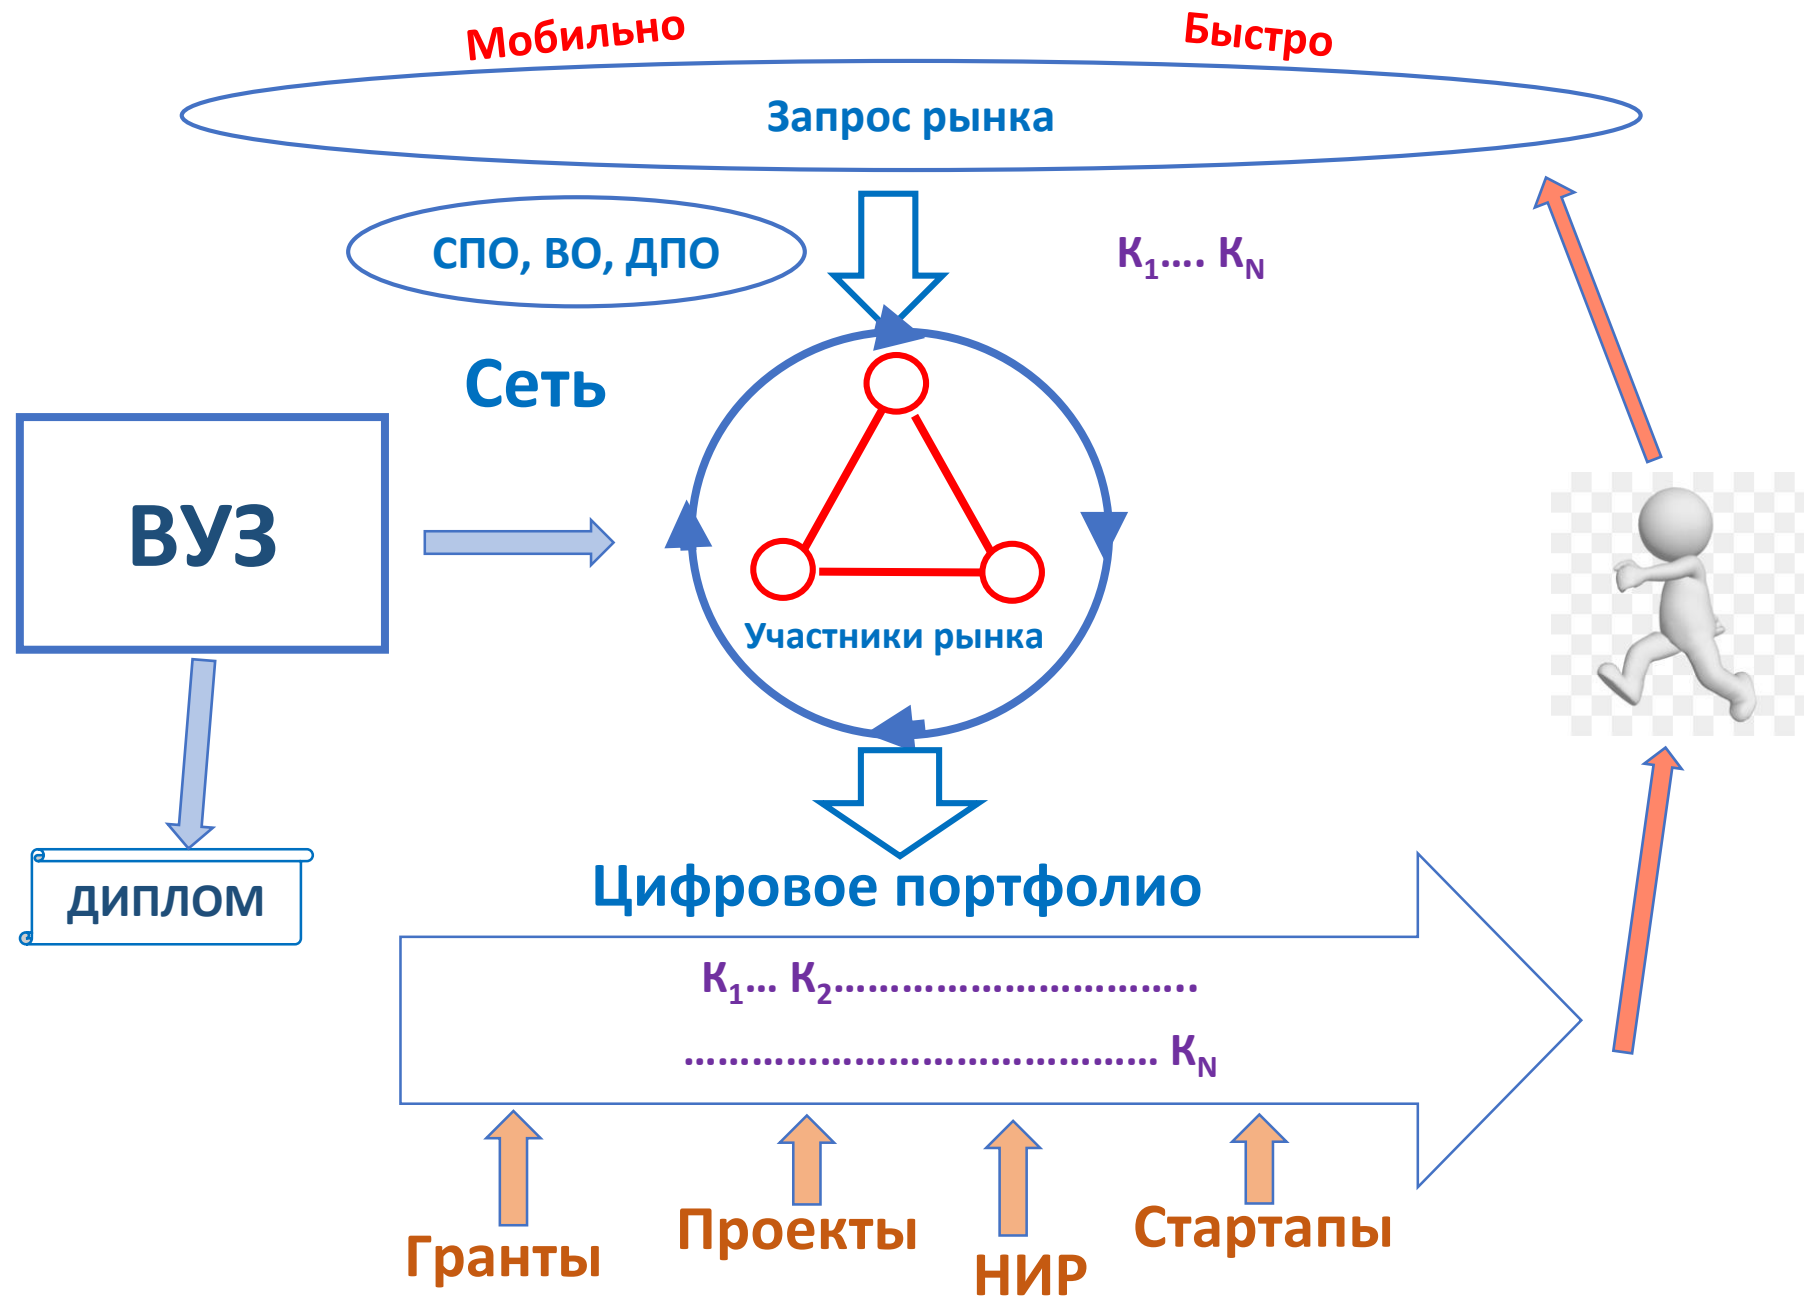 Мобильно
Быстро
Запрос рынка
СПО, ВО, ДПО
К1.... КN
Сеть
ВУЗ
Участники рынка
ДИПЛОМ
Цифровое портфолио
К1... К2......................................
..................................................... КN
Гранты
Проекты
НИР
Стартапы